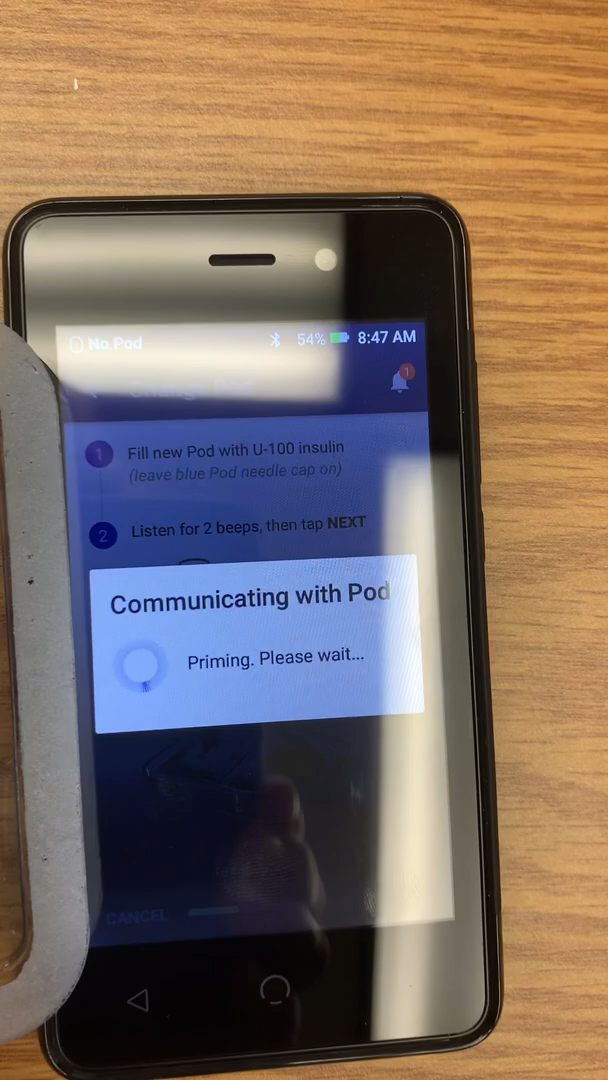 No Pod 54% 8:47 AM
1
1 Fill new Pod with U-100 insulin
(leave blue Pod needle cap on)
2 Listen for 2 beeps, then tap NEXT
Communicating with Pod
Priming. Please wait...
CANCEL